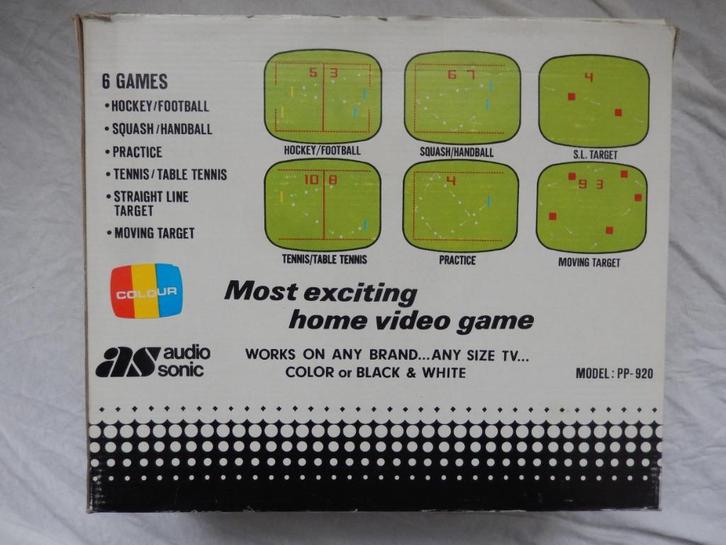 6 GAMES
• HOCKEY/FOOTBALL
• SQUASH/HANDBALL
• PRACTICE
• TENNIS/TABLE TENNIS
• STRAIGHT LINE
TARGET
• MOVING TARGET
5 3
HOCKEY/FOOTBALL
6 7
SQUASH/HANDBALL
4
S.L. TARGET
10 8
TENNIS/TABLE TENNIS
4
PRACTICE
9 3
MOVING TARGET
COLOUR
Most exciting
home video game
as audio
sonic
WORKS ON ANY BRAND...ANY SIZE TV...
COLOR or BLACK & WHITE
MODEL: PP-920